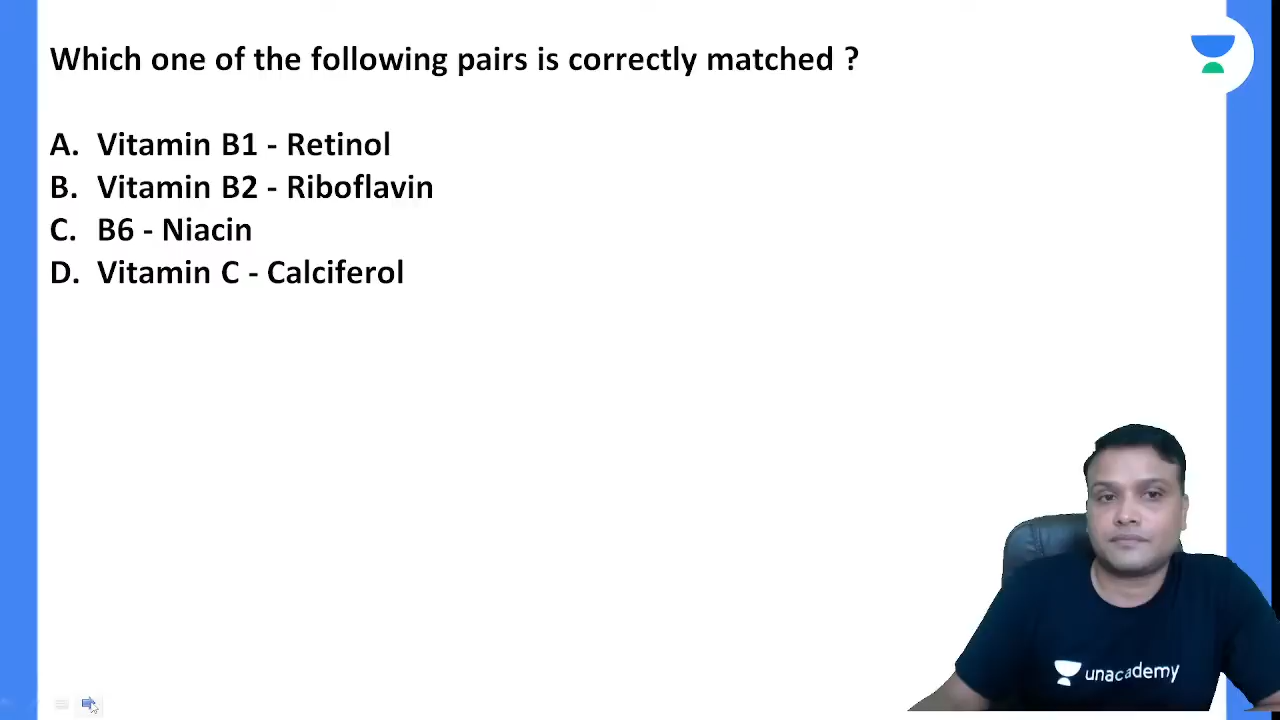 Which one of the following pairs is correctly matched ?
A. Vitamin B1 - Retinol
B. Vitamin B2 - Riboflavin
C. B6 - Niacin
D. Vitamin C - Calciferol
unacademy